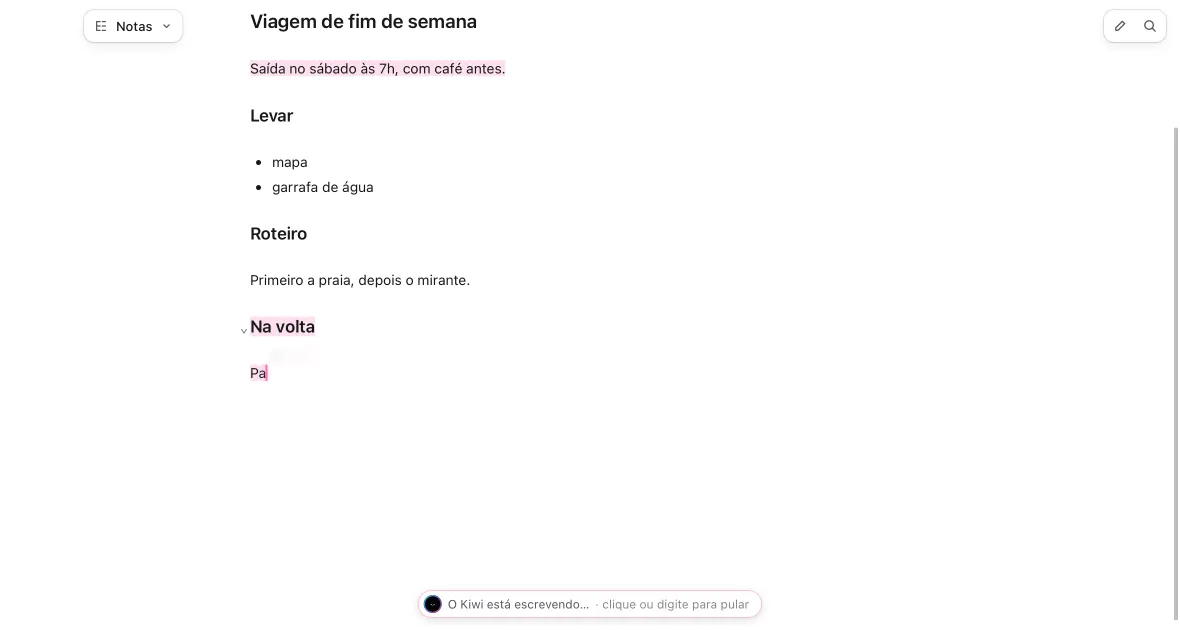 Notas
Viagem de fim de semana
Saída no sábado às 7h, com café antes.
Levar
mapa
garrafa de água
Roteiro
Primeiro a praia, depois o mirante.
Na volta
Pa
O Kiwi está escrevendo... · clique ou digite para pular